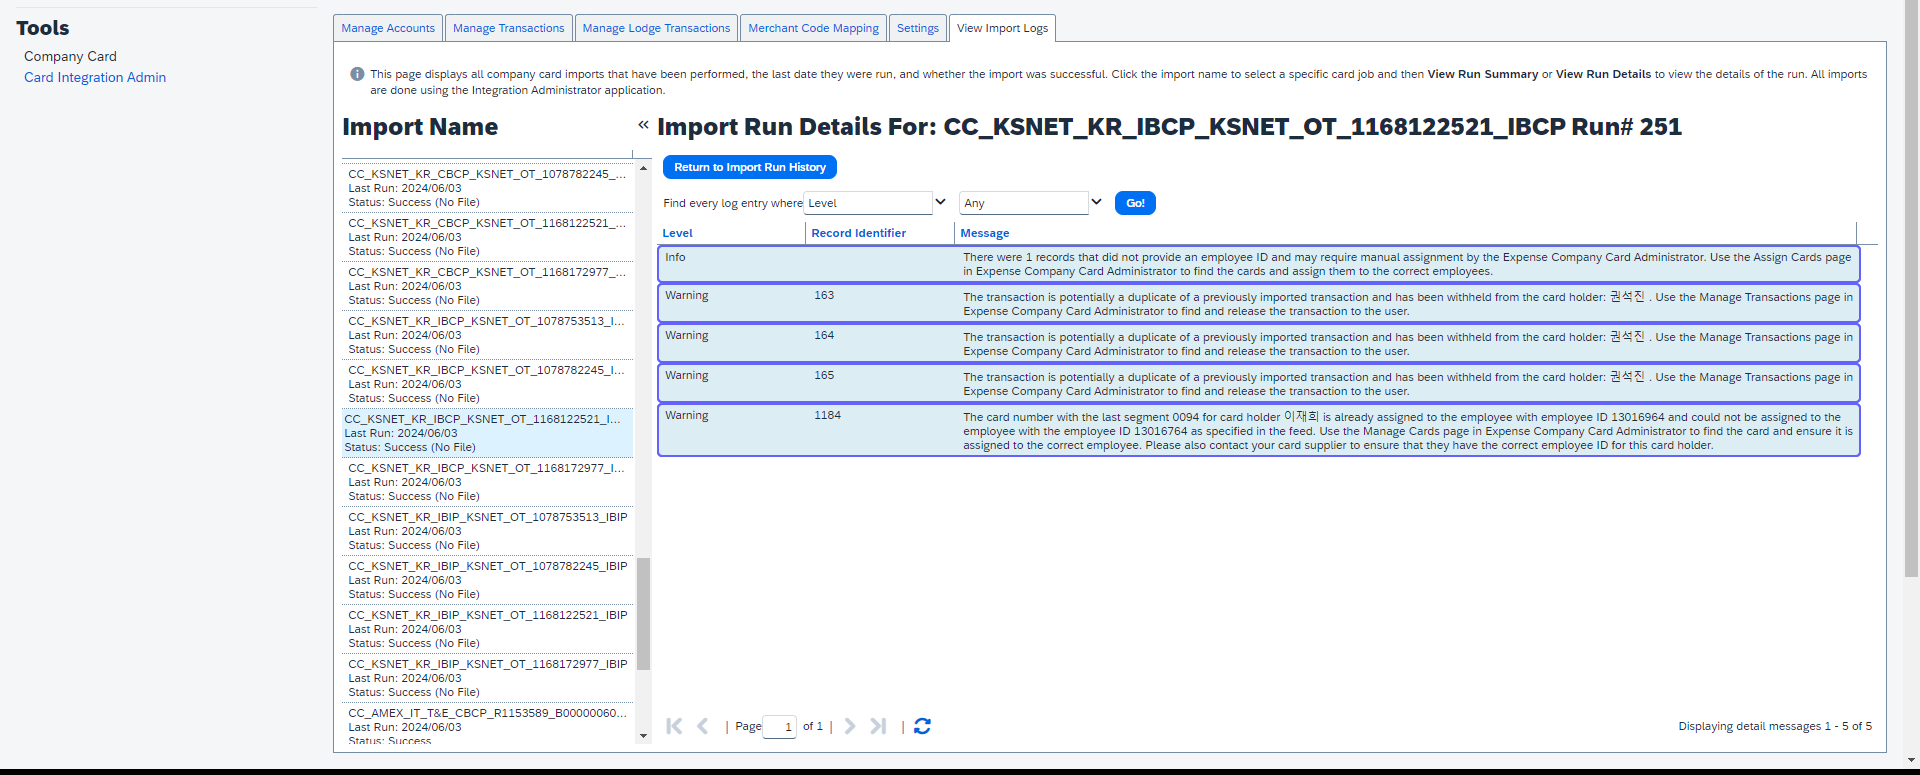 Tools
Company Card
Card Integration Admin
Manage Accounts
Manage Transactions
Manage Lodge Transactions
Merchant Code Mapping
Settings
View Import Logs
This page displays all company card imports that have been performed, the last date they were run, and whether the import was successful. Click the import name to select a specific card job and then View Run Summary or View Run Details to view the details of the run. All imports
are done using the Integration Administrator application.
Import Name
«
CC_KSNET_KR_CBCP_KSNET_OT_1078782245_...
Last Run: 2024/06/03
Status: Success (No File)
CC_KSNET_KR_CBCP_KSNET_OT_1168122521_...
Last Run: 2024/06/03
Status: Success (No File)
CC_KSNET_KR_CBCP_KSNET_OT_1168172977_...
Last Run: 2024/06/03
Status: Success (No File)
CC_KSNET_KR_IBCP_KSNET_OT_1078753513_I...
Last Run: 2024/06/03
Status: Success (No File)
CC_KSNET_KR_IBCP_KSNET_OT_1078782245_I...
Last Run: 2024/06/03
Status: Success (No File)
CC_KSNET_KR_IBCP_KSNET_OT_1168122521_I...
Last Run: 2024/06/03
Status: Success (No File)
CC_KSNET_KR_IBCP_KSNET_OT_1168172977_I...
Last Run: 2024/06/03
Status: Success (No File)
CC_KSNET_KR_IBIP_KSNET_OT_1078753513_IBIP
Last Run: 2024/06/03
Status: Success (No File)
CC_KSNET_KR_IBIP_KSNET_OT_1078782245_IBIP
Last Run: 2024/06/03
Status: Success (No File)
CC_KSNET_KR_IBIP_KSNET_OT_1168122521_IBIP
Last Run: 2024/06/03
Status: Success (No File)
CC_KSNET_KR_IBIP_KSNET_OT_1168172977_IBIP
Last Run: 2024/06/03
Status: Success (No File)
CC_AMEX_IT_T&E_CBCP_R1153589_B00000060...
Last Run: 2024/06/03
Status: Success
Import Run Details For: CC_KSNET_KR_IBCP_KSNET_OT_1168122521_IBCP Run# 251
Return to Import Run History
Find every log entry where Level Any Go!
Level Record Identifier Message
Info There were 1 records that did not provide an employee ID and may require manual assignment by the Expense Company Card Administrator. Use the Assign Cards page
in Expense Company Card Administrator to find the cards and assign them to the correct employees.
Warning 163 The transaction is potentially a duplicate of a previously imported transaction and has been withheld from the card holder: 권석진 . Use the Manage Transactions page in
Expense Company Card Administrator to find and release the transaction to the user.
Warning 164 The transaction is potentially a duplicate of a previously imported transaction and has been withheld from the card holder: 권석진 . Use the Manage Transactions page in
Expense Company Card Administrator to find and release the transaction to the user.
Warning 165 The transaction is potentially a duplicate of a previously imported transaction and has been withheld from the card holder: 권석진 . Use the Manage Transactions page in
Expense Company Card Administrator to find and release the transaction to the user.
Warning 1184 The card number with the last segment 0094 for card holder 이재희 is already assigned to the employee with employee ID 13016964 and could not be assigned to the
employee with the employee ID 13016764 as specified in the feed. Use the Manage Cards page in Expense Company Card Administrator to find the card and ensure it is
assigned to the correct employee. Please also contact your card supplier to ensure that they have the correct employee ID for this card holder.
| Page 1 of 1 | |
Displaying detail messages 1 - 5 of 5